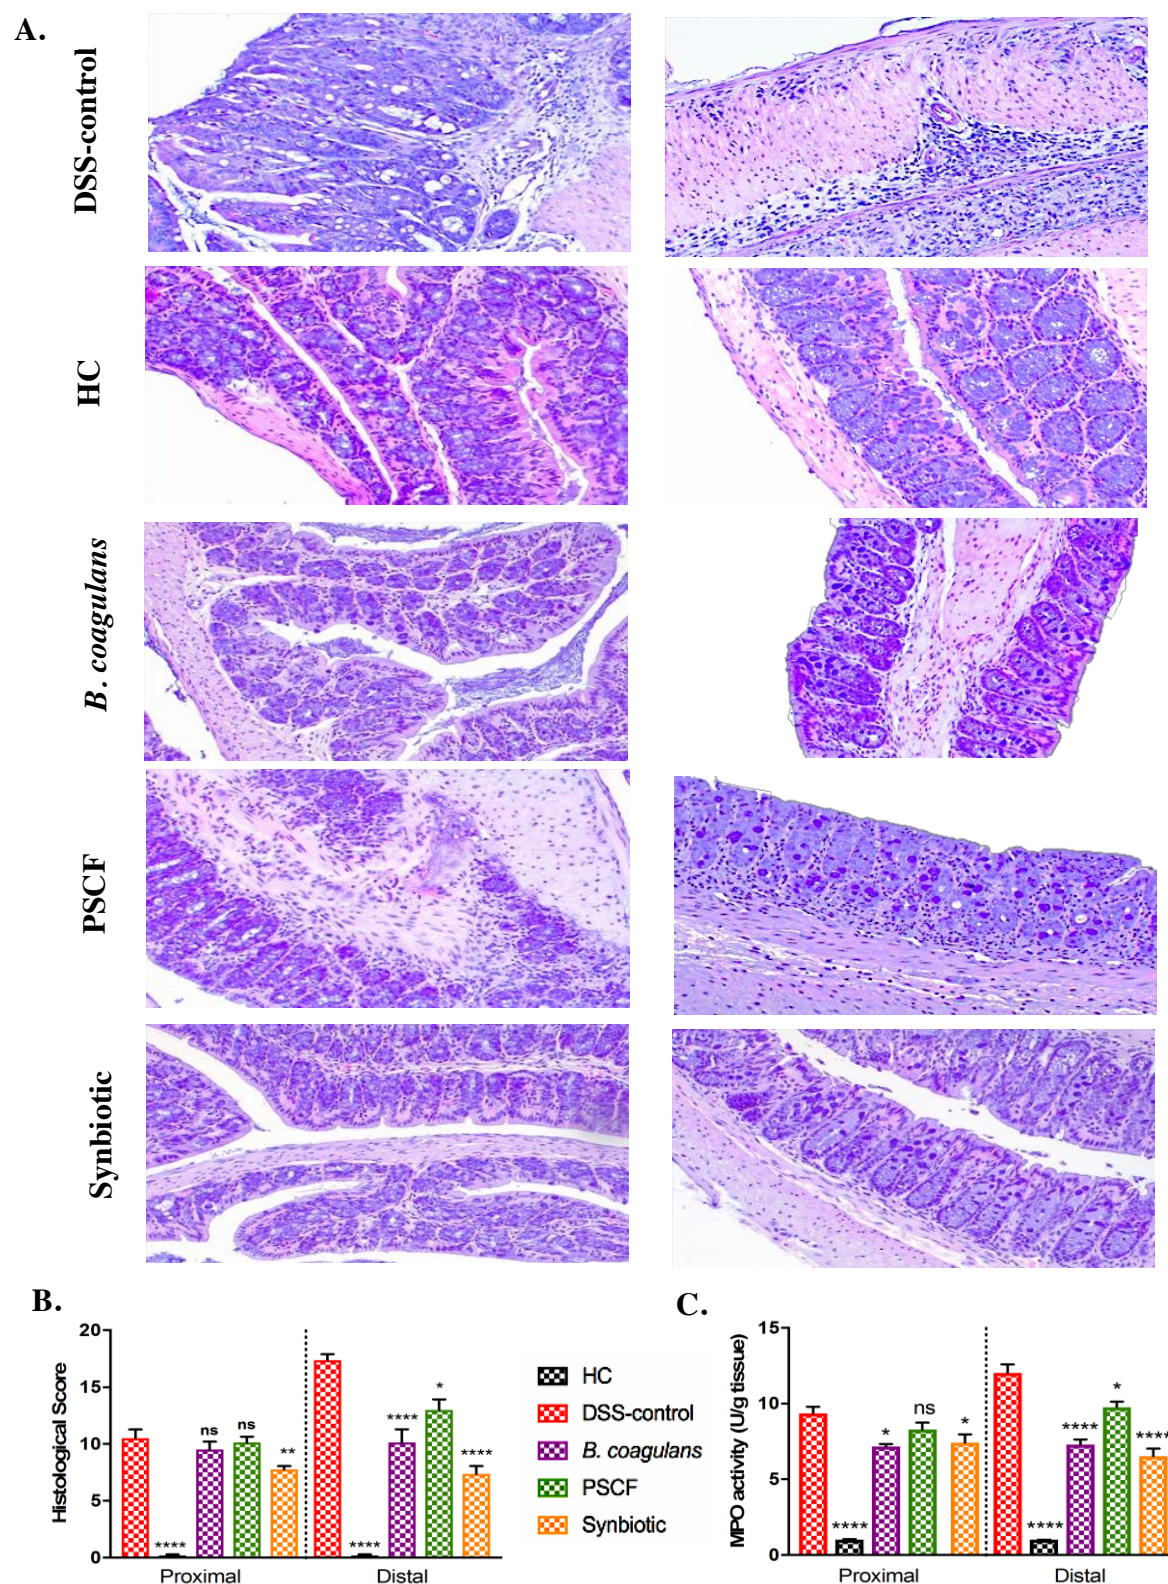 A.
DSS-control
HC
B. coagulans
PSCF
Synbiotic
B.
Histological Score
20
15
10
5
0
****
ns
ns
**
****
****
*
****
Proximal
Distal
HC
DSS-control
B. coagulans
PSCF
Synbiotic
C.
MPO activity (U/g tissue)
15
10
5
0
****
*
ns
*
****
****
*
****
Proximal
Distal